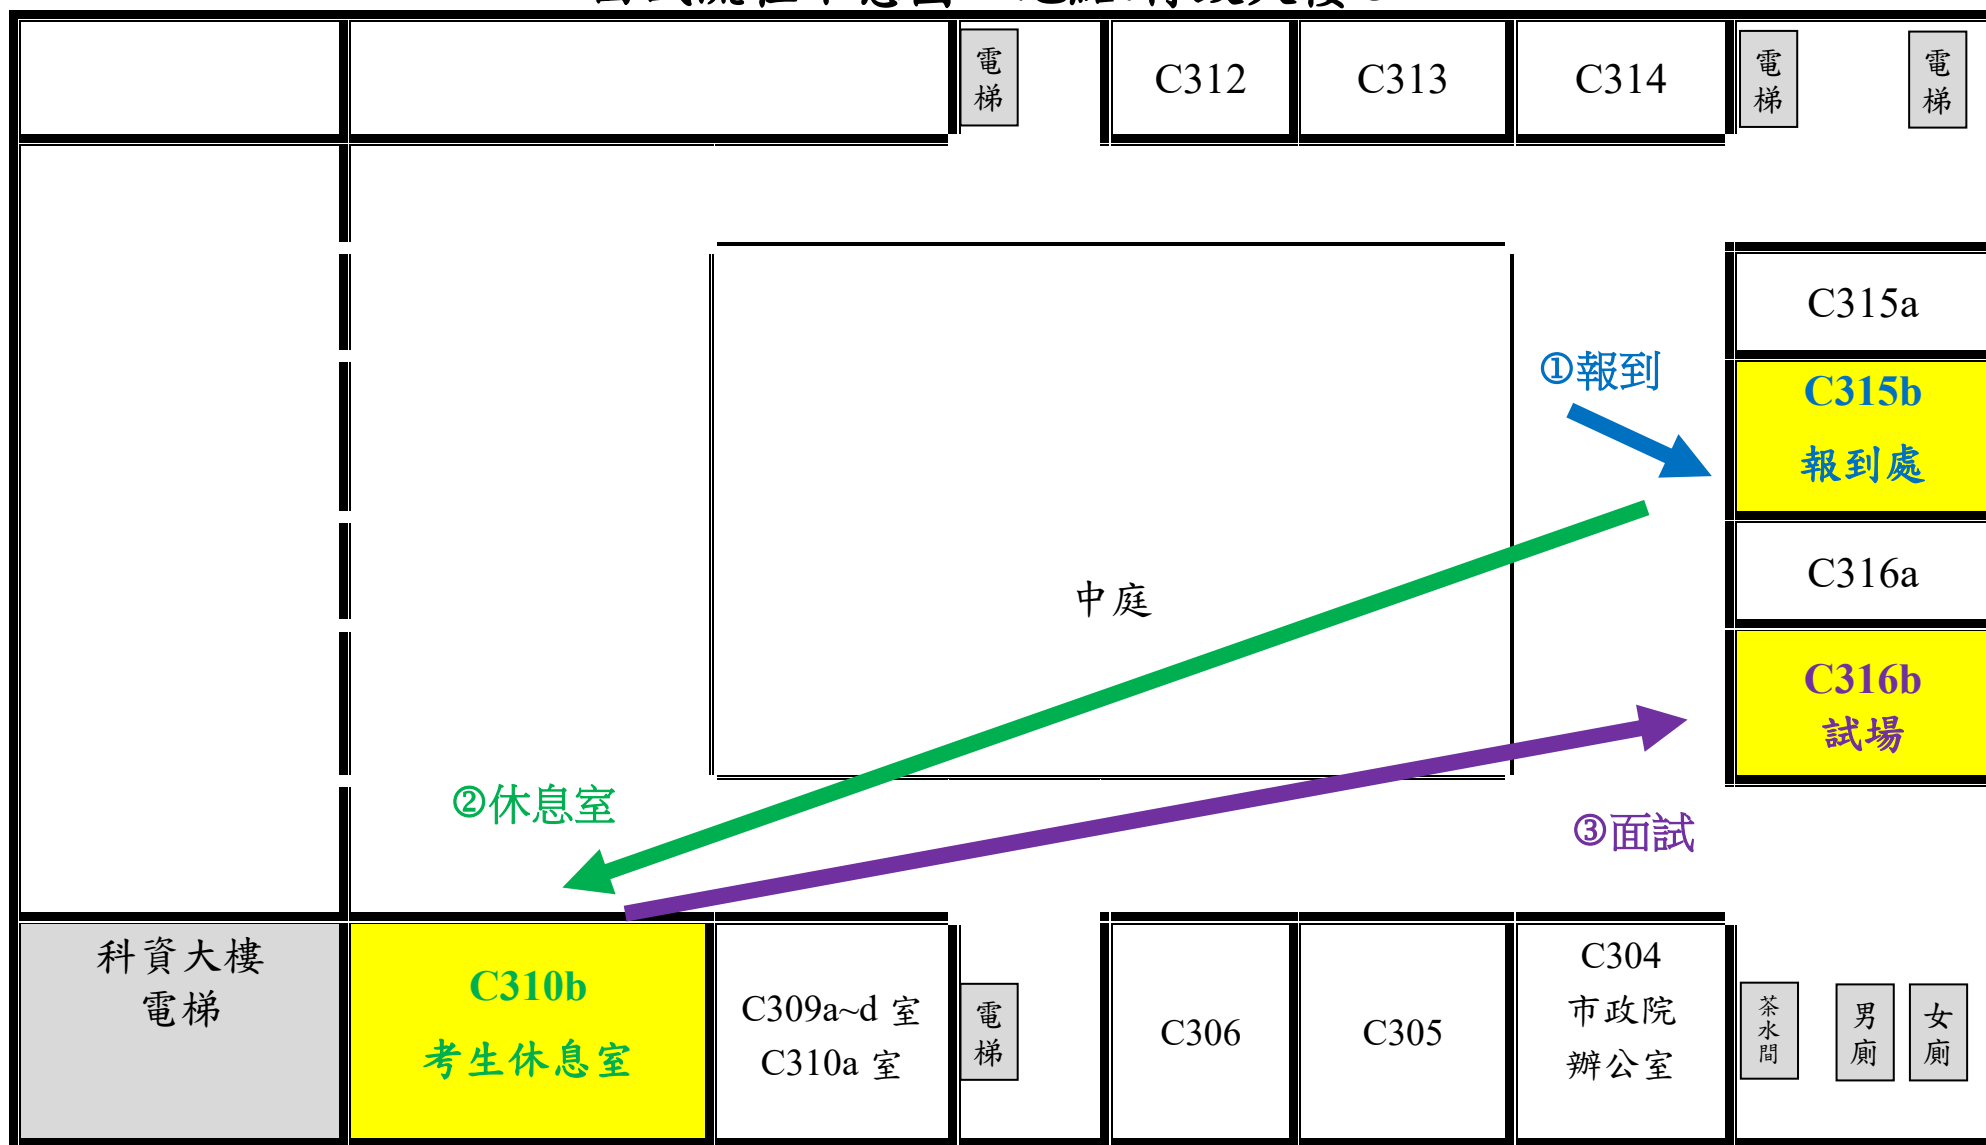 電梯
C312
C313
C314
電梯
電梯
C315a
①報到
C315b
報到處
C316a
中庭
C316b
試場
②休息室
③面試
科資大樓
電梯
C310b
考生休息室
C309a~d 室
C310a 室
電梯
C306
C305
C304
市政院
辦公室
茶水間
男廁
女廁